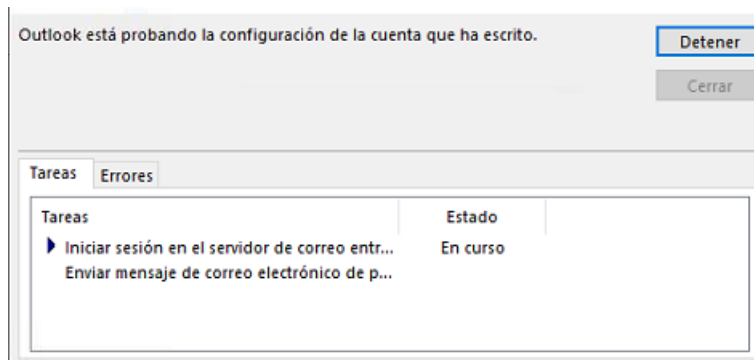 Outlook está probando la configuración de la cuenta que ha escrito.
Detener
Cerrar
Tareas
Errores
Tareas Estado
Iniciar sesión en el servidor de correo entr... En curso
Enviar mensaje de correo electrónico de p...